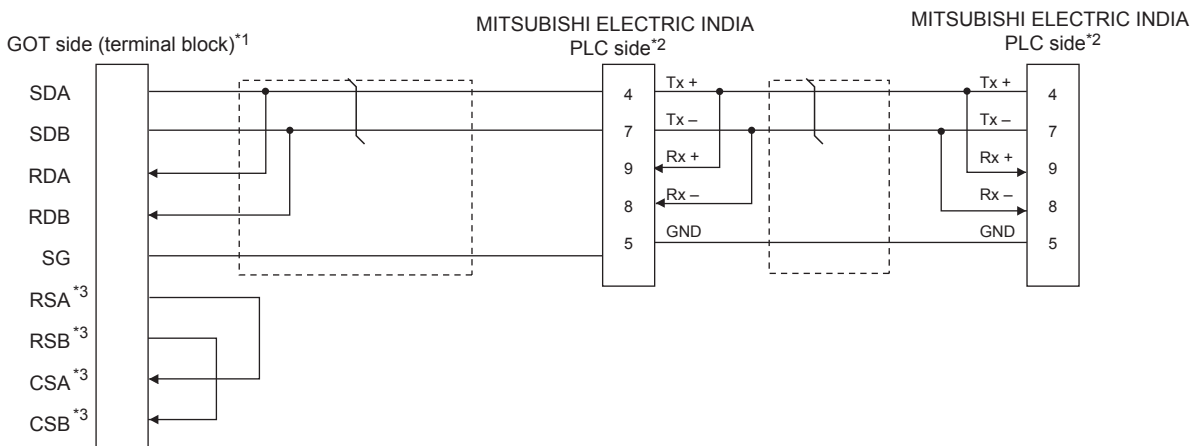 GOT side (terminal block)*1
MITSUBISHI ELECTRIC INDIA
PLC side*2
MITSUBISHI ELECTRIC INDIA
PLC side*2
SDA
SDB
RDA
RDB
SG
RSA*3
RSB*3
CSA*3
CSB*3
4
7
9
8
5
Tx +
Tx –
Rx +
Rx –
GND
Tx +
Tx –
Rx +
Rx –
GND
4
7
9
8
5